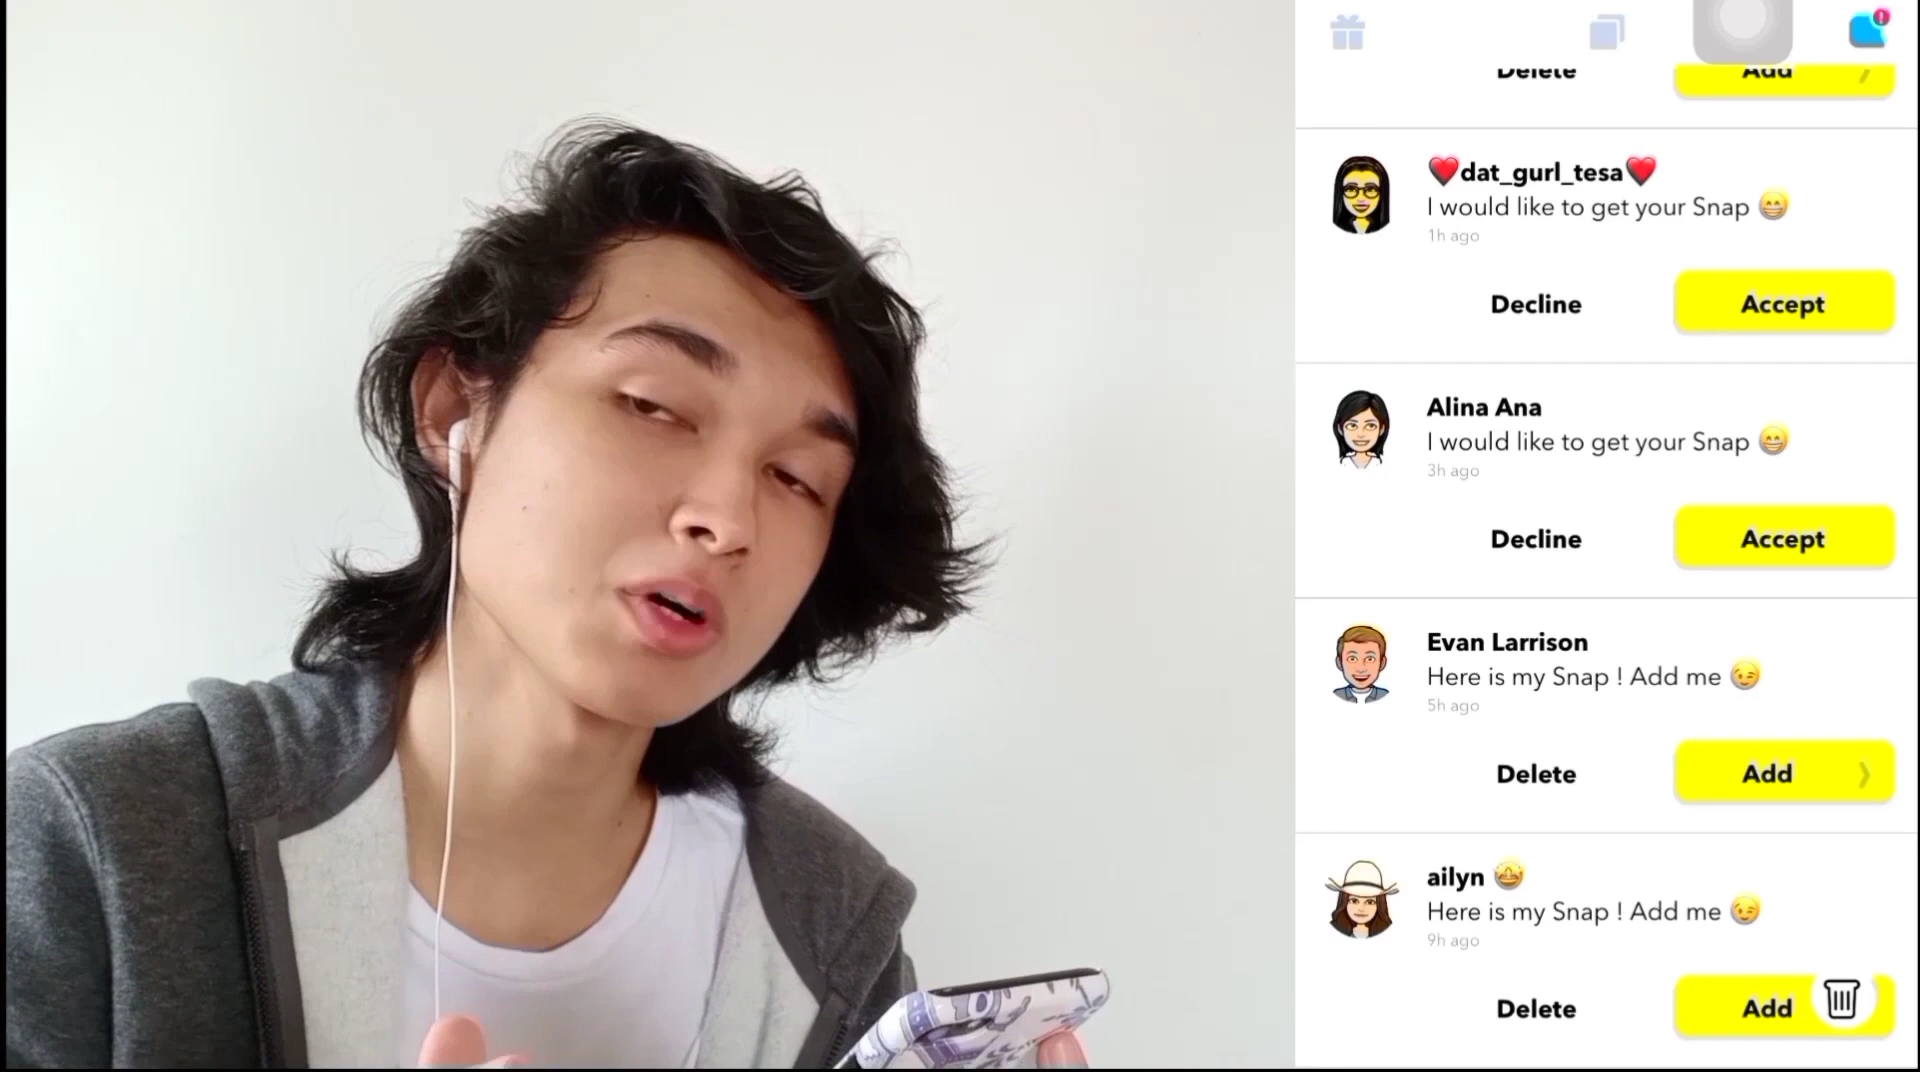 Delete
Add
❤️dat_gurl_tesa❤️
I would like to get your Snap 😁
1h ago
Decline
Accept
Alina Ana
I would like to get your Snap 😁
3h ago
Decline
Accept
Evan Larrison
Here is my Snap ! Add me 😉
5h ago
Delete
Add
ailyn 🤩
Here is my Snap ! Add me 😉
9h ago
Delete
Add